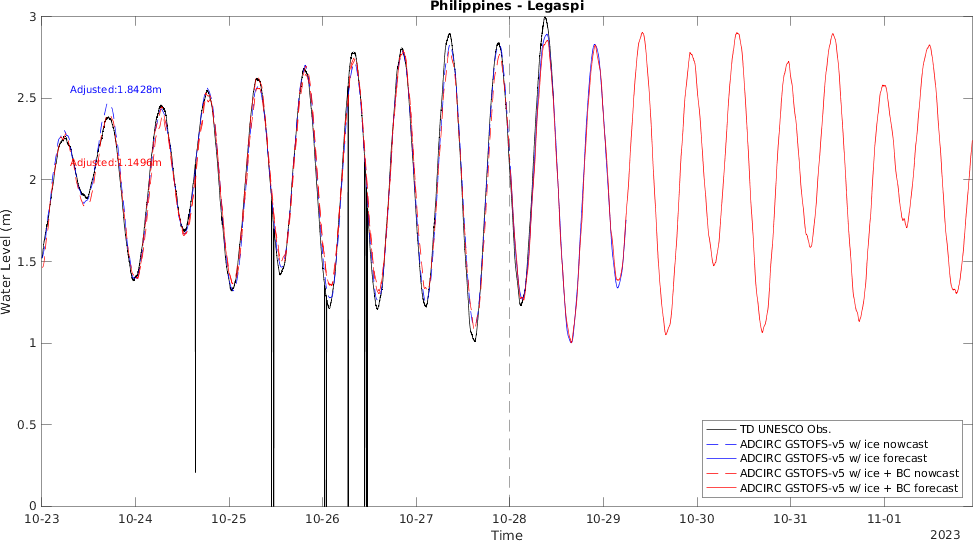 Philippines - Legaspi
3
2.5
2
1.5
1
0.5
0
Water Level (m)
Adjusted:1.8428m
Adjusted:1.1496m
TD UNESCO Obs.
ADCIRC GSTOFS-v5 w/ ice nowcast
ADCIRC GSTOFS-v5 w/ ice forecast
ADCIRC GSTOFS-v5 w/ ice + BC nowcast
ADCIRC GSTOFS-v5 w/ ice + BC forecast
10-23 10-24 10-25 10-26 10-27 10-28 10-29 10-30 10-31 11-01
Time
2023